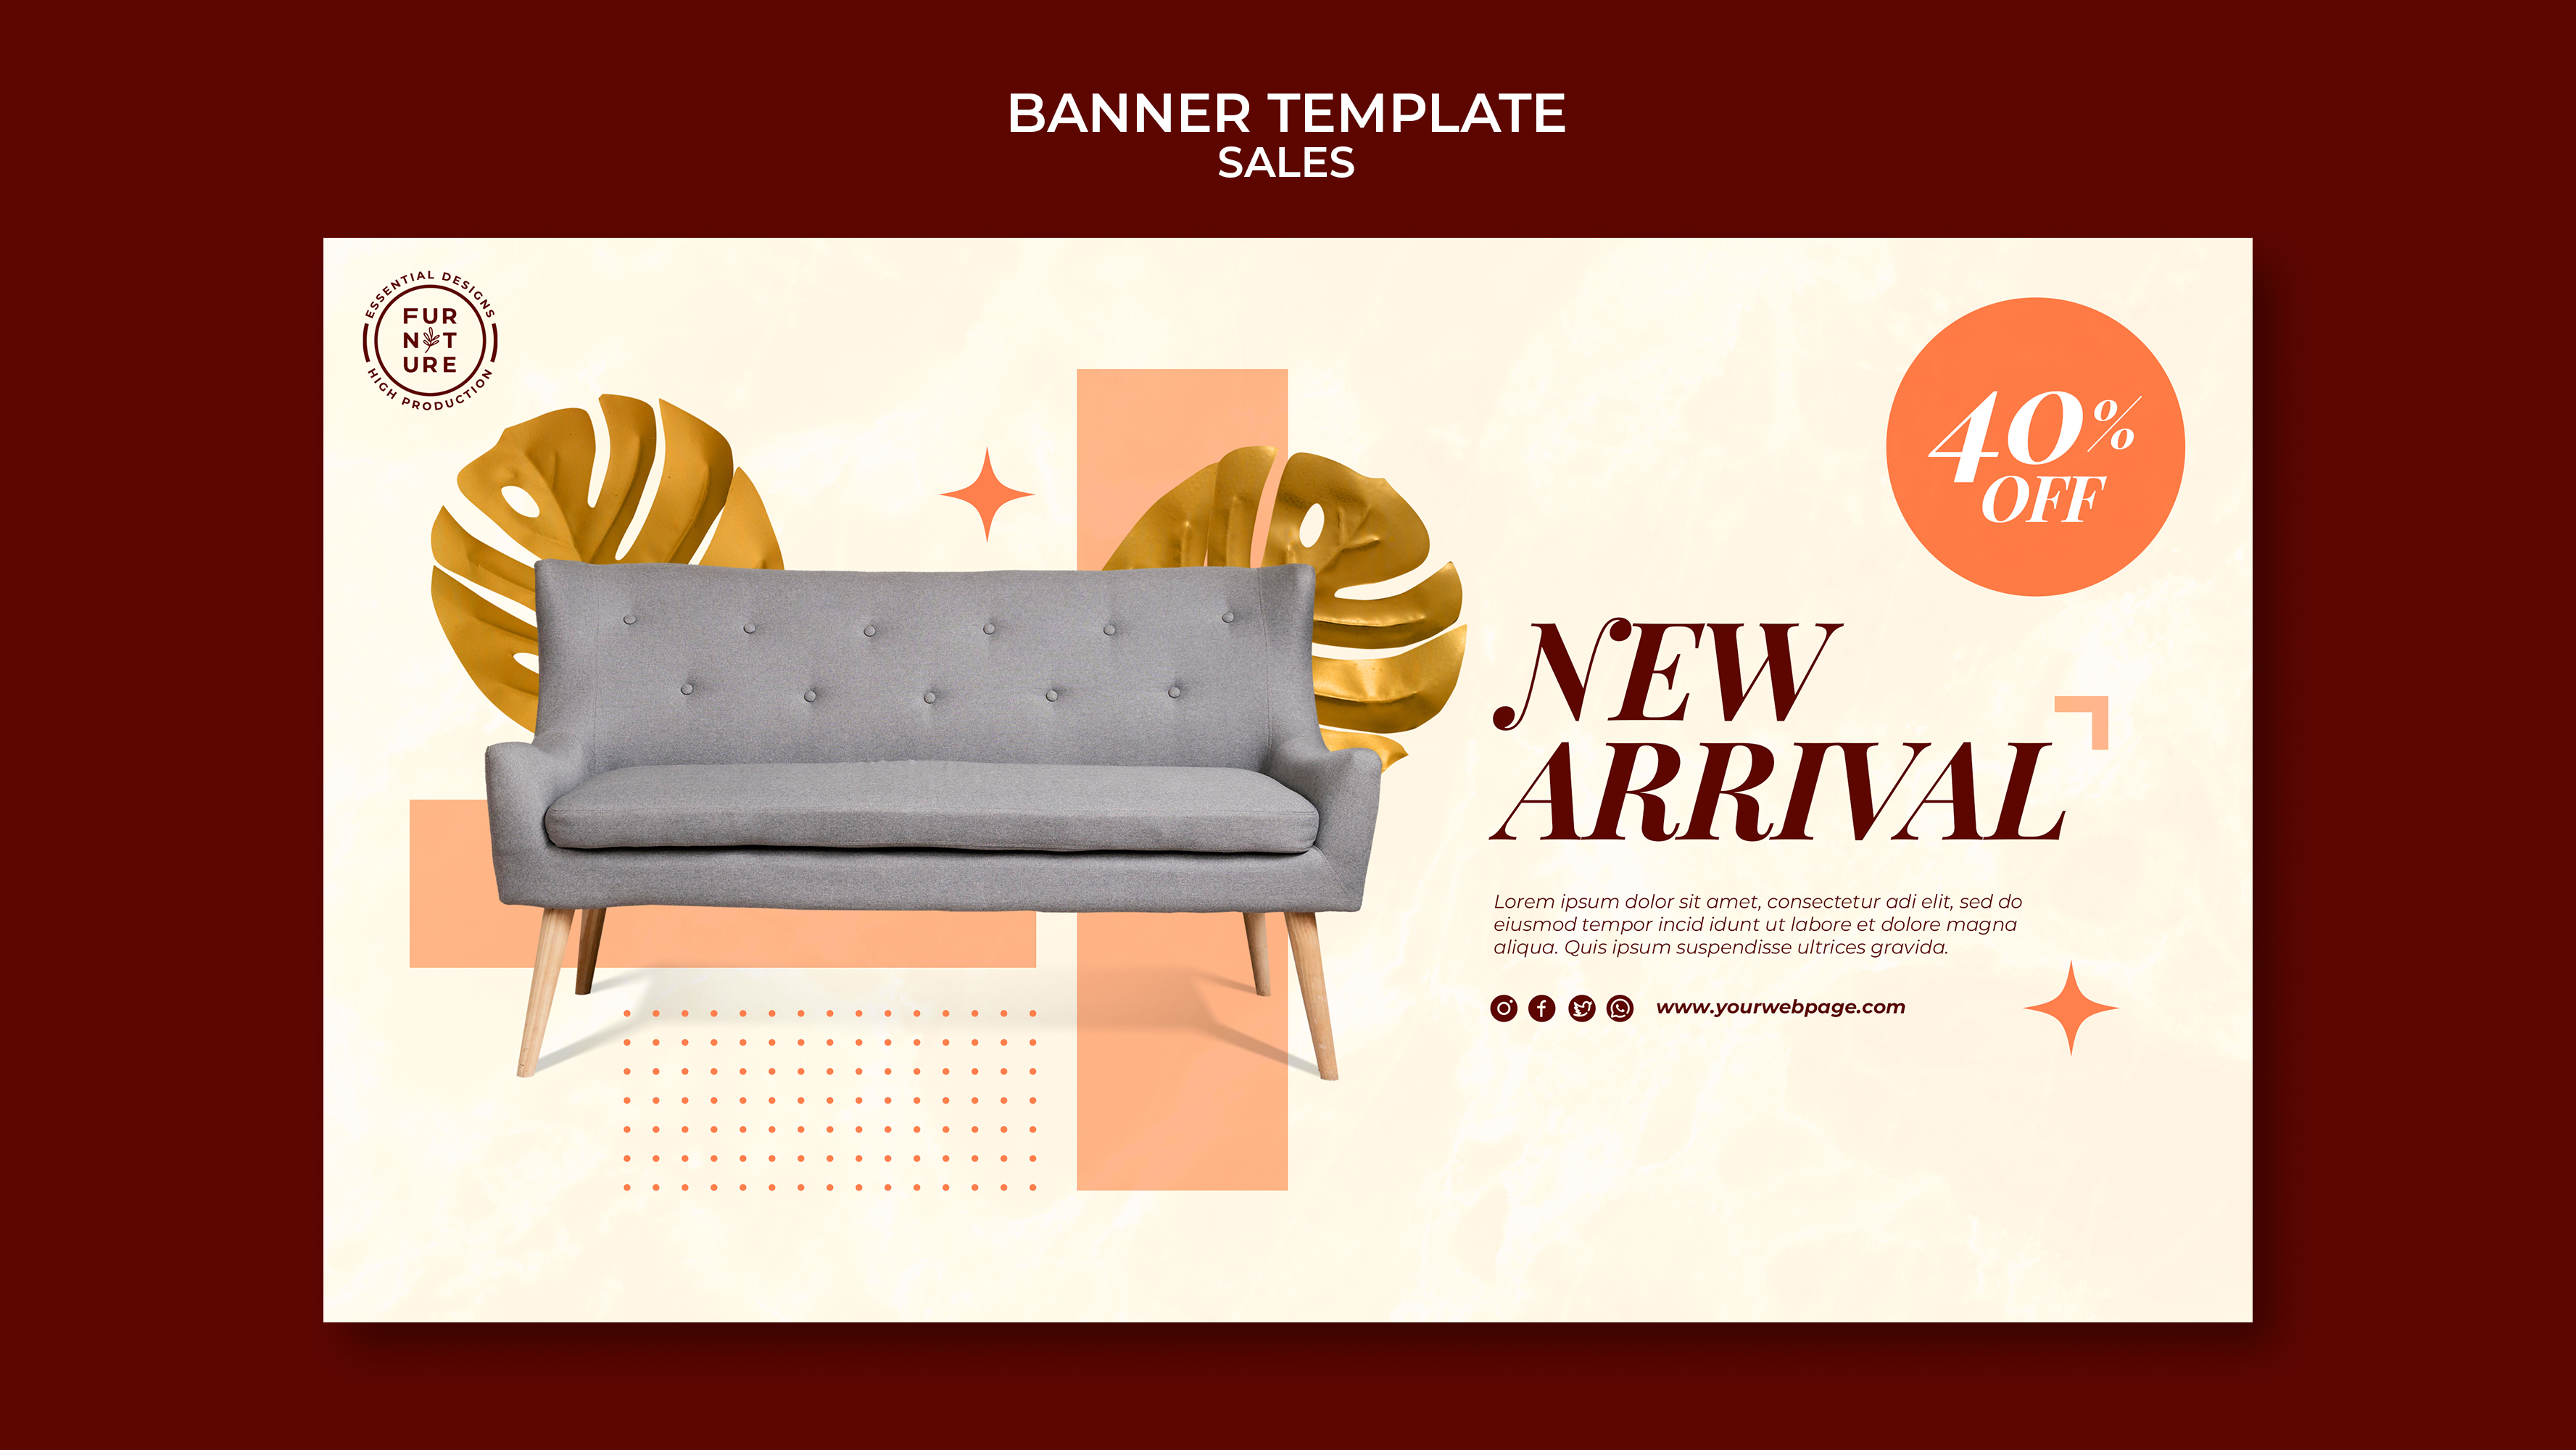 BANNER TEMPLATE
SALES
ESSENTIAL DESIGNS
FUR
N T
URE
HIGH PRODUCTION
40%
OFF
NEW
ARRIVAL
Lorem ipsum dolor sit amet, consectetur adi elit, sed do
eiusmod tempor incid idunt ut labore et dolore magna
aliqua. Quis ipsum suspendisse ultrices gravida.
www.yourwebpage.com